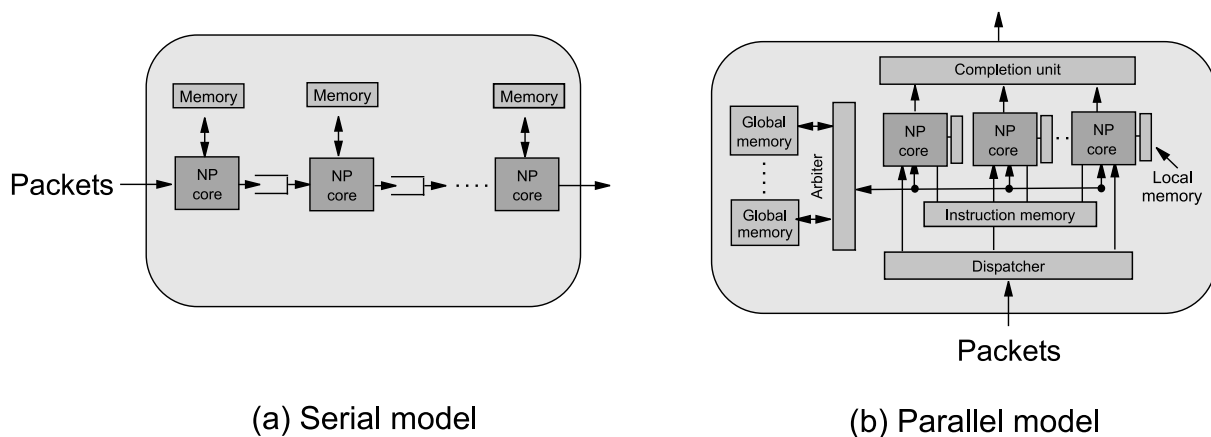 Memory
Memory
Memory
Packets
NP
core
NP
core
NP
core
(a) Serial model
Completion unit
Global
memory
Global
memory
Arbiter
NP
core
NP
core
NP
core
Local
memory
Instruction memory
Dispatcher
Packets
(b) Parallel model